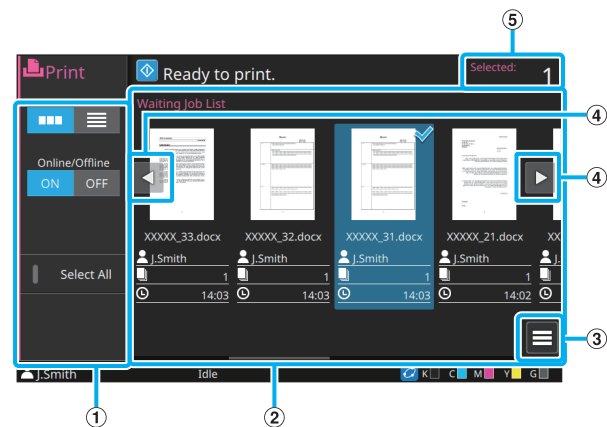 ⑤
Print
Ready to print.
Selected:
1
Waiting Job List
④
④
Online/Offline
ON OFF
XXXXX_33.docx XXXXX_32.docx XXXXX_31.docx XXXXX_21.docx XX
J.Smith J.Smith J.Smith J.Smith J.
1 1 1 1
14:03 14:03 14:03 14:02
Select All
③
J.Smith Idle K C M Y G
① ②